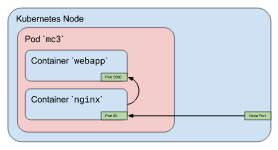 Kubernetes Node
Pod `mc3`
Container `webapp`
Port 5000
Container `nginx`
Port 80
Node Port